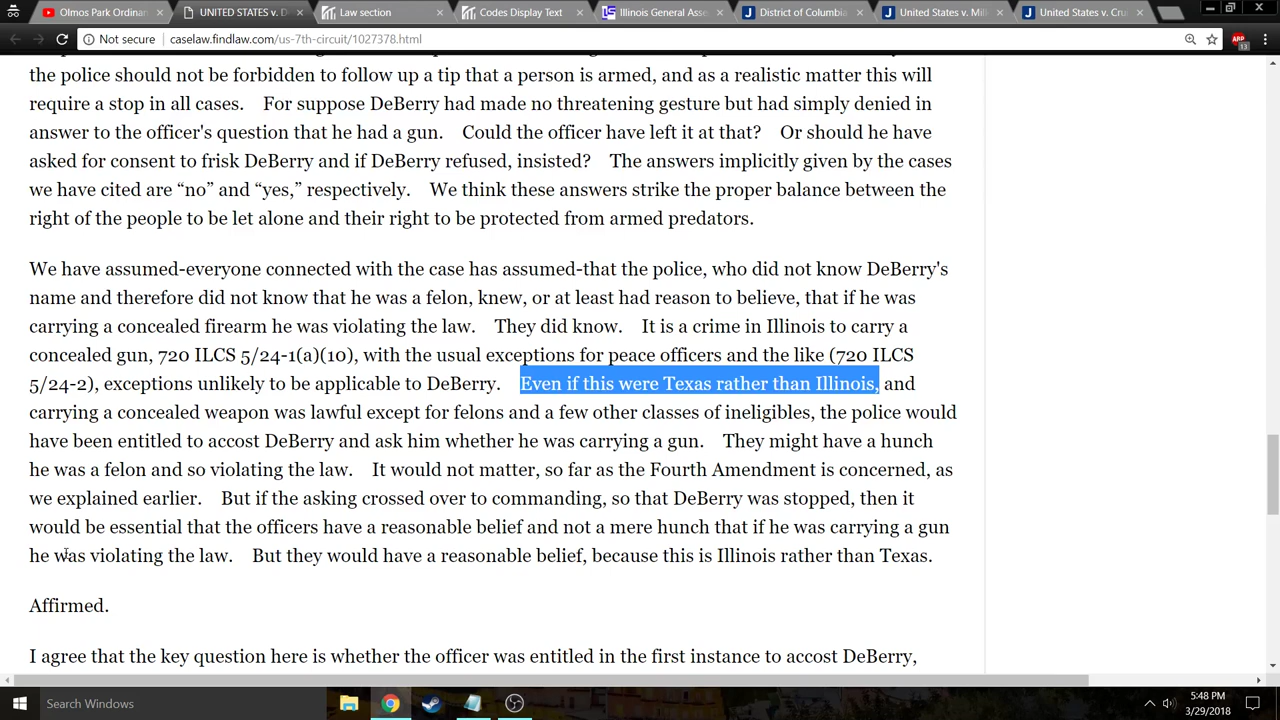 Olmos Park Ordinan
UNITED STATES v. D
Law section
Codes Display Text
Illinois General Asse
District of Columbia
United States v. Mill
United States v. Cru
Not secure
caselaw.findlaw.com/us-7th-circuit/1027378.html
13
the police should not be forbidden to follow up a tip that a person is armed, and as a realistic matter this will
require a stop in all cases. For suppose DeBerry had made no threatening gesture but had simply denied in
answer to the officer's question that he had a gun. Could the officer have left it at that? Or should he have
asked for consent to frisk DeBerry and if DeBerry refused, insisted? The answers implicitly given by the cases
we have cited are “no” and “yes,” respectively. We think these answers strike the proper balance between the
right of the people to be let alone and their right to be protected from armed predators.
We have assumed-everyone connected with the case has assumed-that the police, who did not know DeBerry's
name and therefore did not know that he was a felon, knew, or at least had reason to believe, that if he was
carrying a concealed firearm he was violating the law. They did know. It is a crime in Illinois to carry a
concealed gun, 720 ILCS 5/24-1(a)(10), with the usual exceptions for peace officers and the like (720 ILCS
5/24-2), exceptions unlikely to be applicable to DeBerry. Even if this were Texas rather than Illinois, and
carrying a concealed weapon was lawful except for felons and a few other classes of ineligibles, the police would
have been entitled to accost DeBerry and ask him whether he was carrying a gun. They might have a hunch
he was a felon and so violating the law. It would not matter, so far as the Fourth Amendment is concerned, as
we explained earlier. But if the asking crossed over to commanding, so that DeBerry was stopped, then it
would be essential that the officers have a reasonable belief and not a mere hunch that if he was carrying a gun
he was violating the law. But they would have a reasonable belief, because this is Illinois rather than Texas.
Affirmed.
I agree that the key question here is whether the officer was entitled in the first instance to accost DeBerry,
Search Windows
5:48 PM
3/29/2018